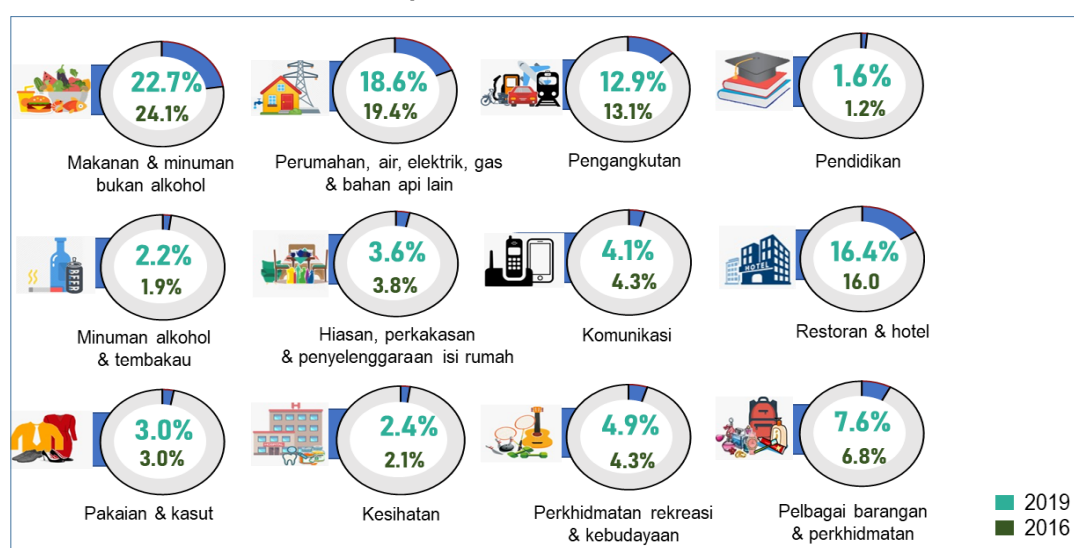 22.7%
24.1%
Makanan & minuman
bukan alkohol
18.6%
19.4%
Perumahan, air, elektrik, gas
& bahan api lain
12.9%
13.1%
Pengangkutan
1.6%
1.2%
Pendidikan
2.2%
1.9%
BEER
Minuman alkohol
& tembakau
3.6%
3.8%
Hiasan, perkakasan
& penyelenggaraan isi rumah
4.1%
4.3%
Komunikasi
HOTEL
16.4%
16.0
Restoran & hotel
3.0%
3.0%
Pakaian & kasut
H
2.4%
2.1%
Kesihatan
4.9%
4.3%
Perkhidmatan rekreasi
& kebudayaan
7.6%
6.8%
Pelbagai barangan
& perkhidmatan
2019
2016